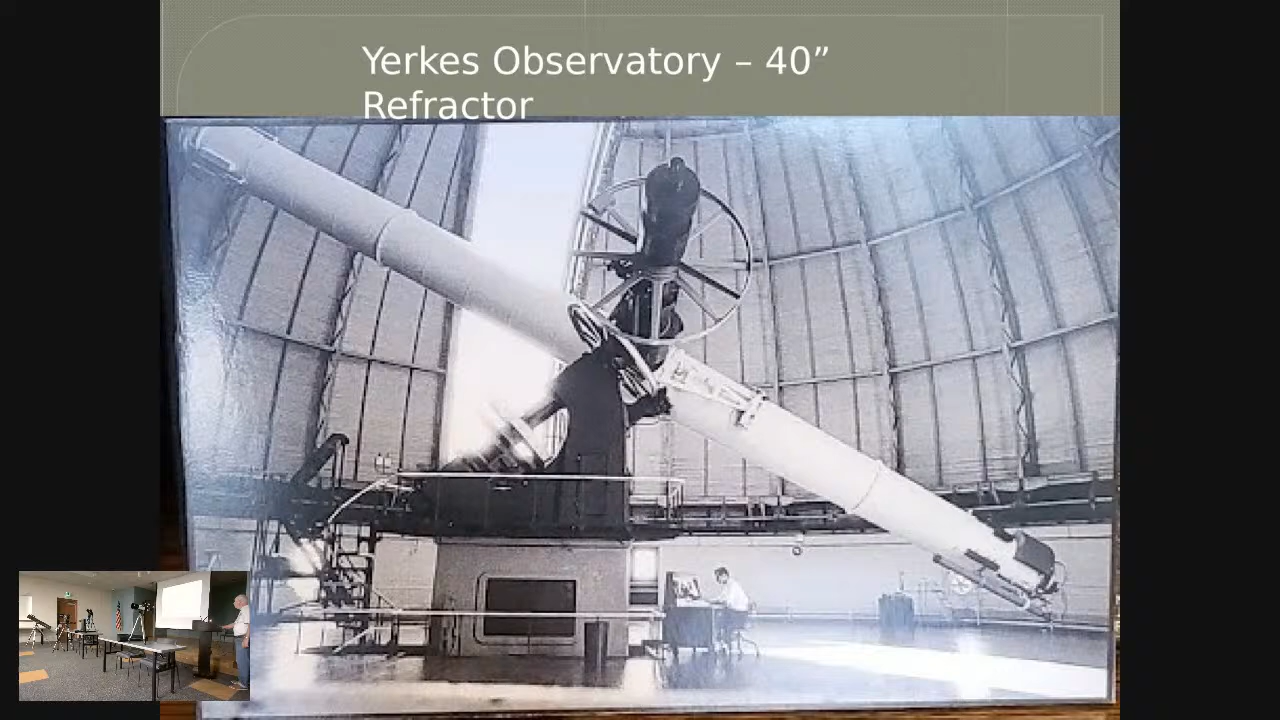 Yerkes Observatory – 40”
Refractor